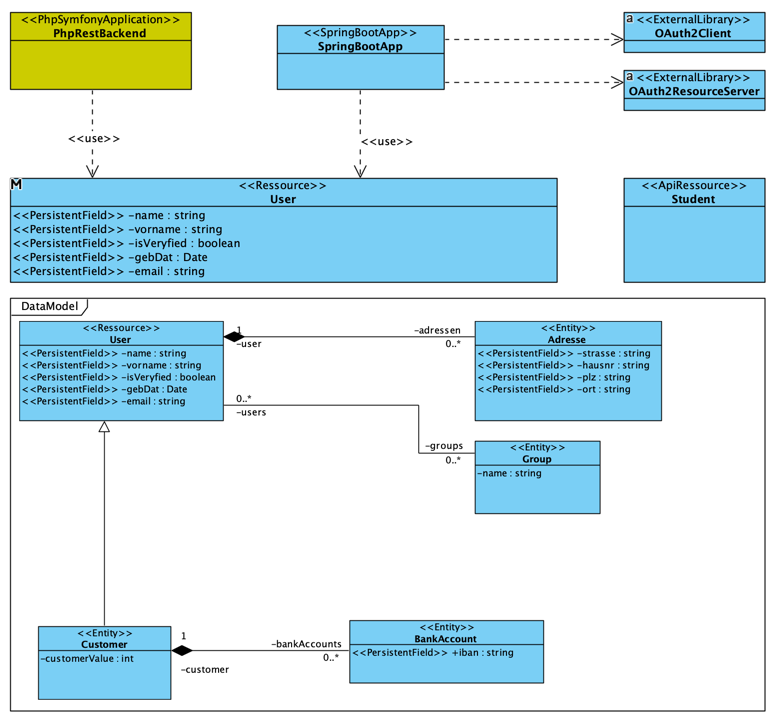 <<PhpSymfonyApplication>>
PhpRestBackend
<<SpringBootApp>>
SpringBootApp
a <<ExternalLibrary>>
OAuth2Client
a <<ExternalLibrary>>
OAuth2ResourceServer
<<use>>
<<use>>
M <<Ressource>>
User
<<PersistentField>> -name : string
<<PersistentField>> -vorname : string
<<PersistentField>> -isVeryfied : boolean
<<PersistentField>> -gebDat : Date
<<PersistentField>> -email : string
<<ApiRessource>>
Student
DataModel
<<Ressource>>
User
<<PersistentField>> -name : string
<<PersistentField>> -vorname : string
<<PersistentField>> -isVeryfied : boolean
<<PersistentField>> -gebDat : Date
<<PersistentField>> -email : string
1
-user
-adressen
0..*
<<Entity>>
Adresse
<<PersistentField>> -strasse : string
<<PersistentField>> -hausnr : string
<<PersistentField>> -plz : string
<<PersistentField>> -ort : string
0..*
-users
-groups
0..*
<<Entity>>
Group
-name : string
<<Entity>>
Customer
-customerValue : int
1
-customer
-bankAccounts
0..*
<<Entity>>
BankAccount
<<PersistentField>> +iban : string